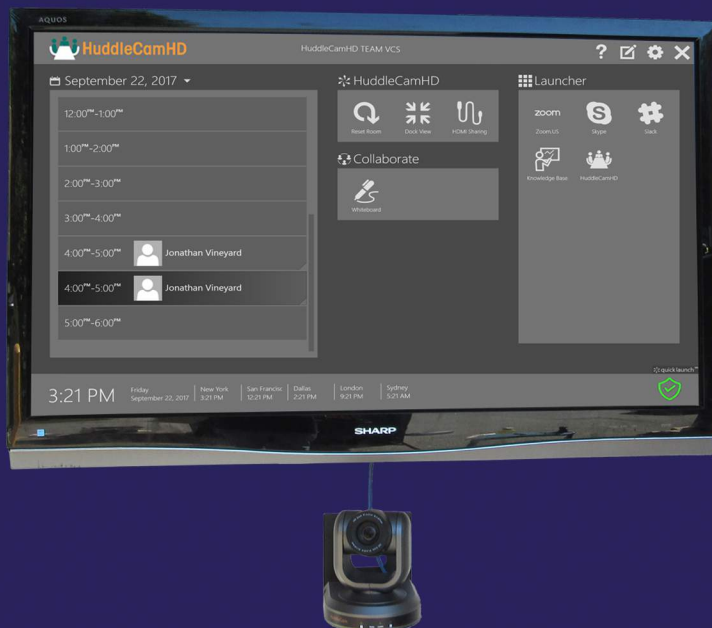 AQUOS
HuddleCamHD
HuddleCamHD TEAM VCS
September 22, 2017
12:00PM-1:00PM
1:00PM-2:00PM
2:00PM-3:00PM
3:00PM-4:00PM
4:00PM-5:00PM Jonathan Vineyard
4:00PM-5:00PM Jonathan Vineyard
5:00PM-6:00PM
HuddleCamHD
Reset Room
Dock View
HDMI Sharing
Collaborate
Whiteboard
Launcher
zoom
Zoom.US
Skype
Slack
Knowledge Base
HuddleCamHD
quick launch™
3:21 PM
Friday
September 22, 2017
New York
3:21 PM
San Francisc
12:21 PM
Dallas
2:21 PM
London
9:21 PM
Sydney
5:21 AM
SHARP